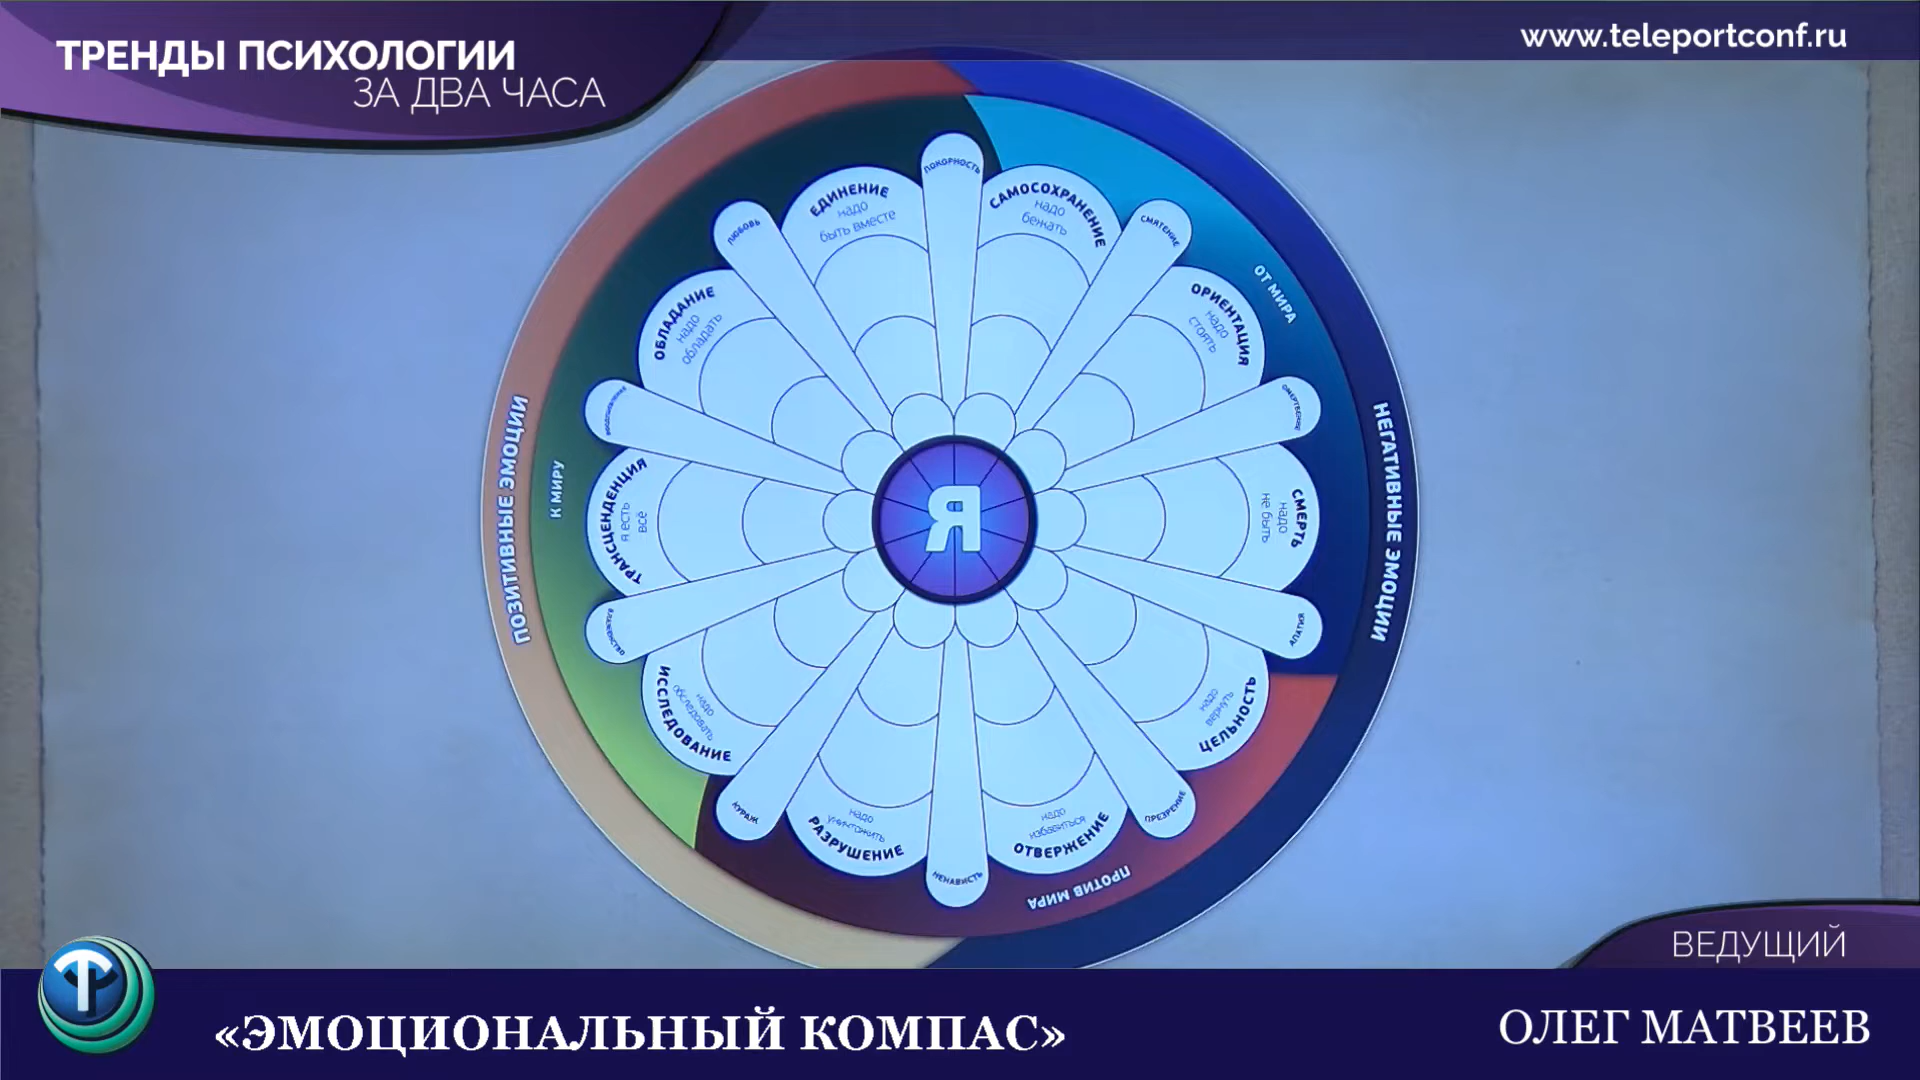 ТРЕНДЫ ПСИХОЛОГИИ
ЗА ДВА ЧАСА
www.teleportconf.ru
ПОЗИТИВНЫЕ ЭМОЦИИ
НЕГАТИВНЫЕ ЭМОЦИИ
К МИРУ
ОТ МИРА
ПРОТИВ МИРА
ПОКОРНОСТЬ
САМОСОХРАНЕНИЕ
надо
бежать
СМЯТЕНИЕ
ОРИЕНТАЦИЯ
надо
стоять
СМЕРТЬ
надо
не быть
АПАТИЯ
ЦЕЛЬНОСТЬ
надо
вернуть
ПРЕЗРЕНИЕ
ОТВЕРЖЕНИЕ
надо
избавиться
НЕНАВИСТЬ
РАЗРУШЕНИЕ
надо
уничтожить
КУРАЖ
ИССЛЕДОВАНИЕ
надо
обследовать
БЛАЖЕНСТВО
ТРАНСЦЕНДЕНЦИЯ
я есть
всё
ОБЛАДАНИЕ
надо
обладать
ЛЮБОВЬ
ЕДИНЕНИЕ
надо
быть вместе
Я
ВЕДУЩИЙ
«ЭМОЦИОНАЛЬНЫЙ КОМПАС»
ОЛЕГ МАТВЕЕВ